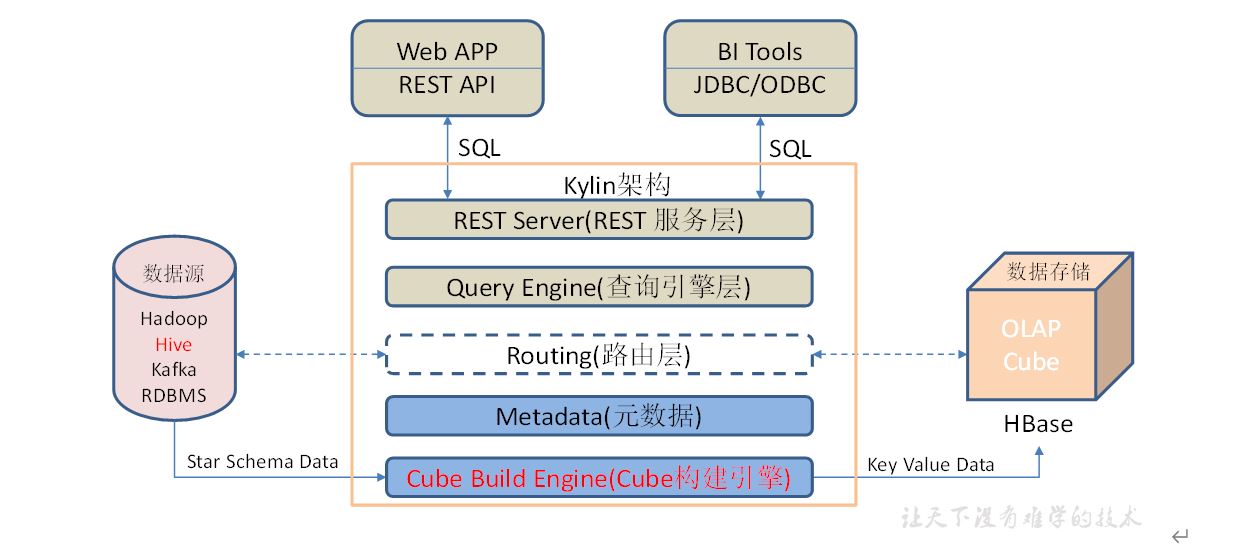 Web APP
REST API
BI Tools
JDBC/ODBC
SQL
SQL
Kylin架构
REST Server(REST 服务层)
Query Engine(查询引擎层)
Routing(路由层)
Metadata(元数据)
Cube Build Engine(Cube构建引擎)
数据源
Hadoop
Hive
Kafka
RDBMS
Star Schema Data
数据存储
OLAP
Cube
HBase
Key Value Data
让天下没有难学的技术
↵